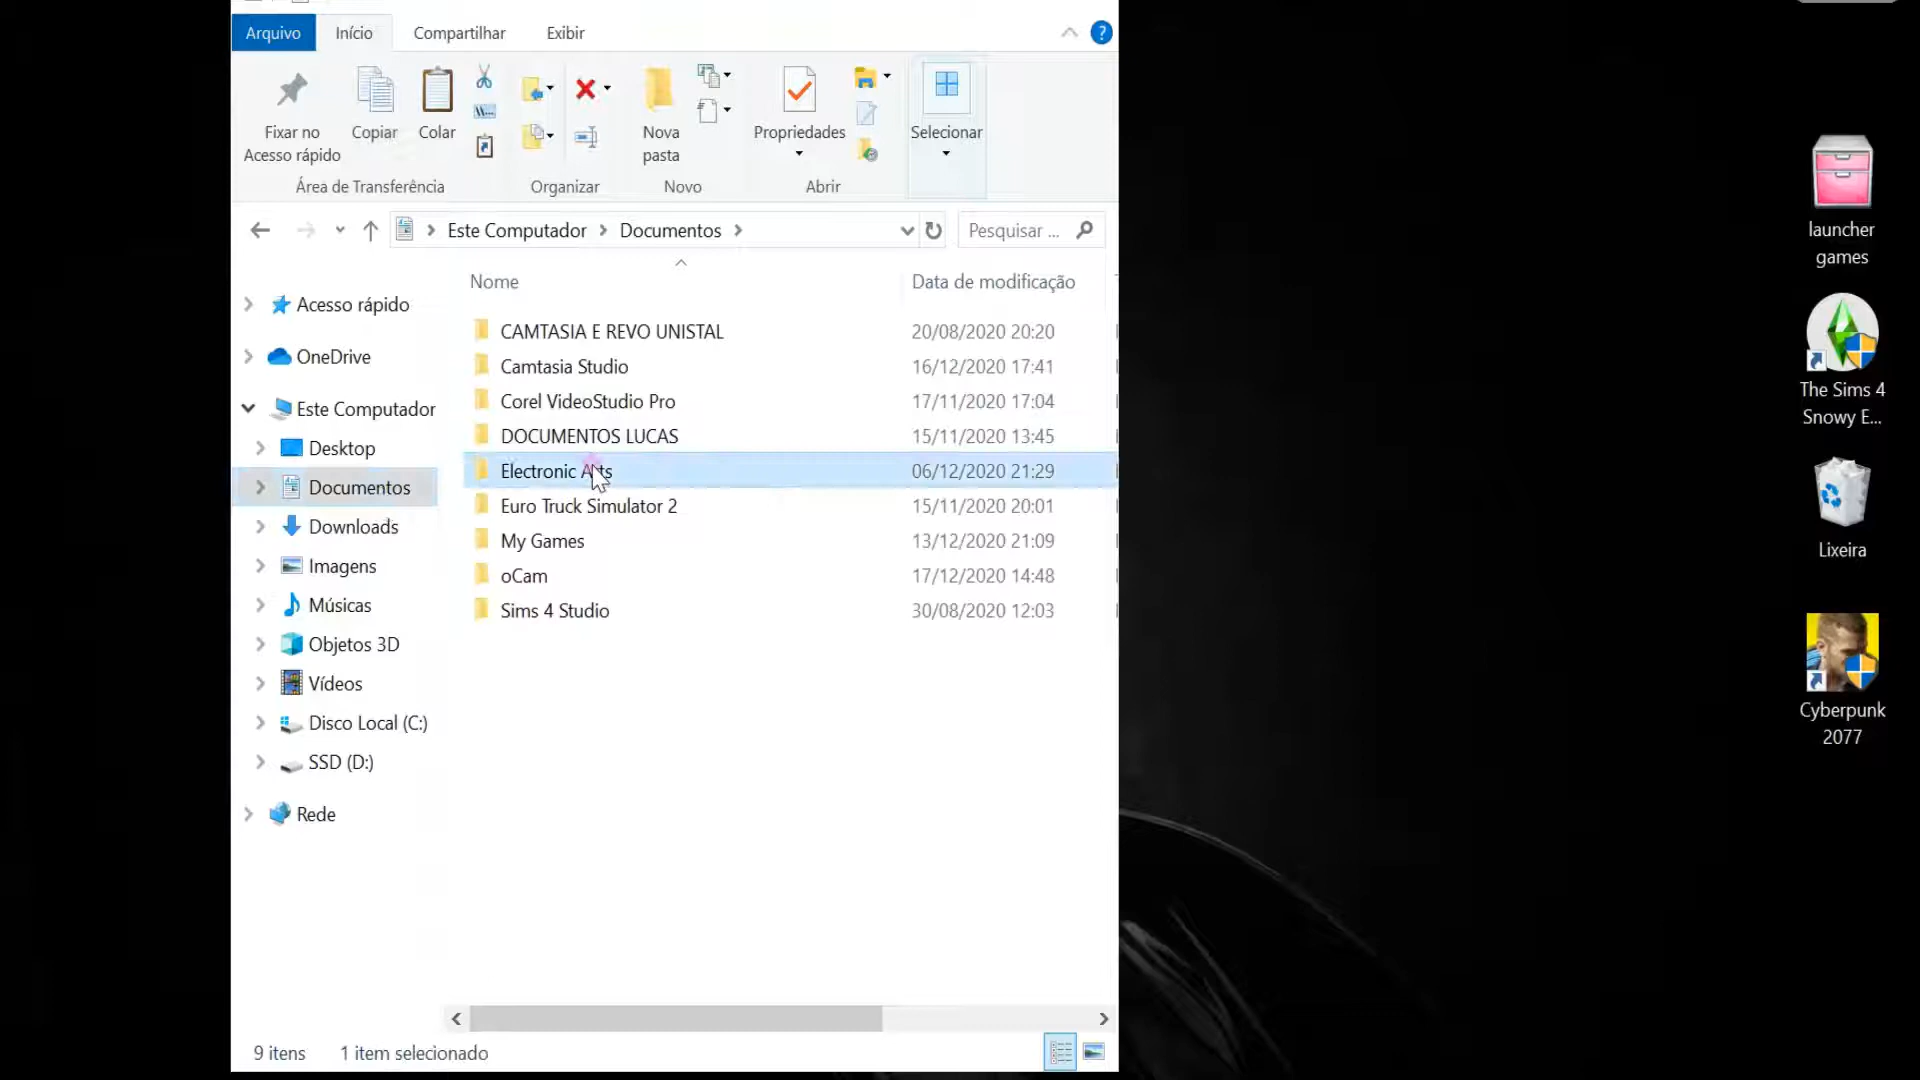 Arquivo Início Compartilhar Exibir
?
Fixar no
Acesso rápido
Copiar
Colar
Nova
pasta
Propriedades
Selecionar
Área de Transferência Organizar Novo Abrir
Este Computador Documentos Pesquisar ...
Nome Data de modificação
Acesso rápido
OneDrive
Este Computador
Desktop
Documentos
Downloads
Imagens
Músicas
Objetos 3D
Vídeos
Disco Local (C:)
SSD (D:)
Rede
CAMTASIA E REVO UNISTAL 20/08/2020 20:20
Camtasia Studio 16/12/2020 17:41
Corel VideoStudio Pro 17/11/2020 17:04
DOCUMENTOS LUCAS 15/11/2020 13:45
Electronic Arts 06/12/2020 21:29
Euro Truck Simulator 2 15/11/2020 20:01
My Games 13/12/2020 21:09
oCam 17/12/2020 14:48
Sims 4 Studio 30/08/2020 12:03
9 itens 1 item selecionado
launcher
games
The Sims 4
Snowy E...
Lixeira
Cyberpunk
2077